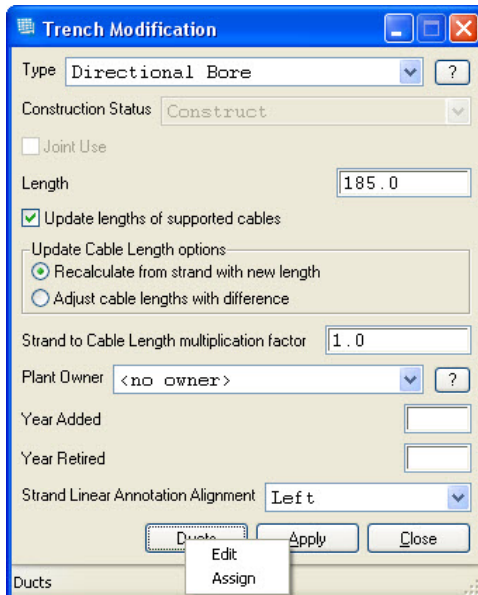 Trench Modification
Type Directional Bore ?
Construction Status Construct
Joint Use
Length 185.0
Update lengths of supported cables
Update Cable Length options
Recalculate from strand with new length
Adjust cable lengths with difference
Strand to Cable Length multiplication factor 1.0
Plant Owner <no owner> ?
Year Added
Year Retired
Strand Linear Annotation Alignment Left
Ducts Apply Close
Edit
Assign
Ducts